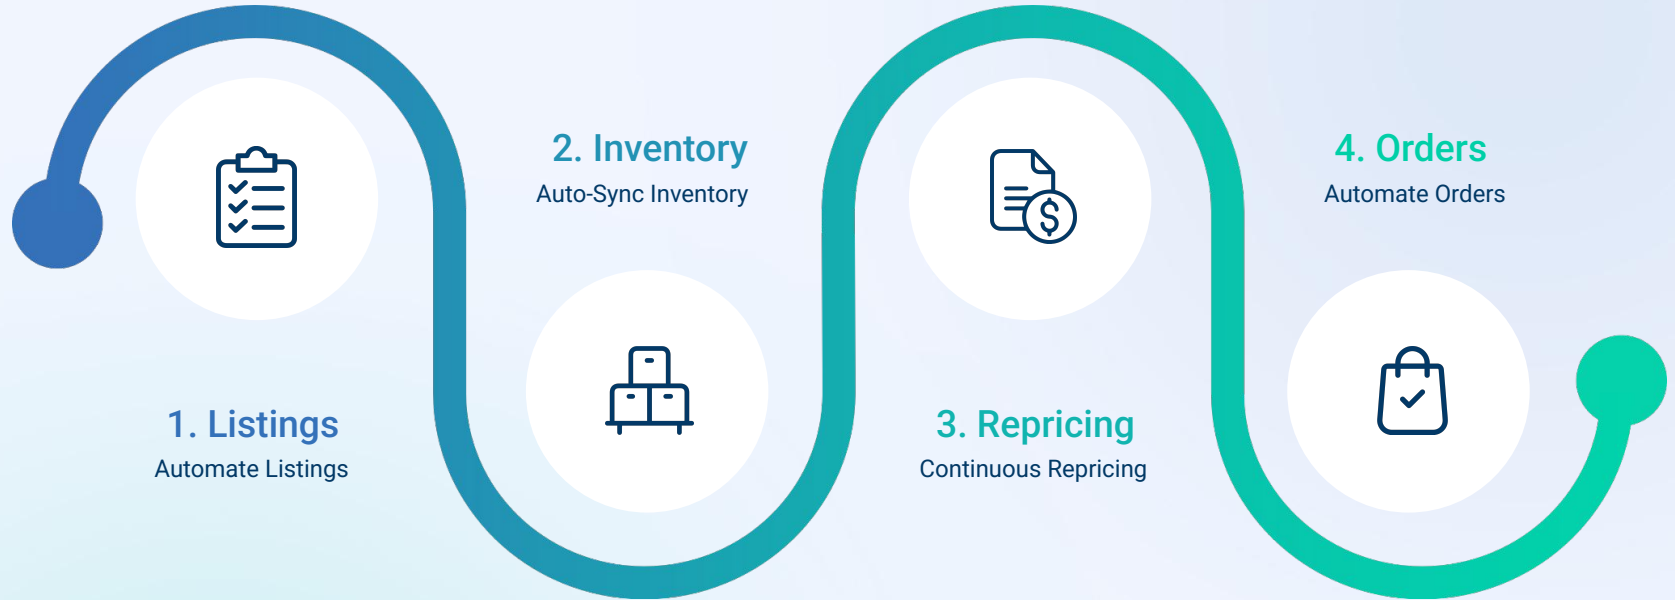 1. Listings
Automate Listings
2. Inventory
Auto-Sync Inventory
3. Repricing
Continuous Repricing
4. Orders
Automate Orders